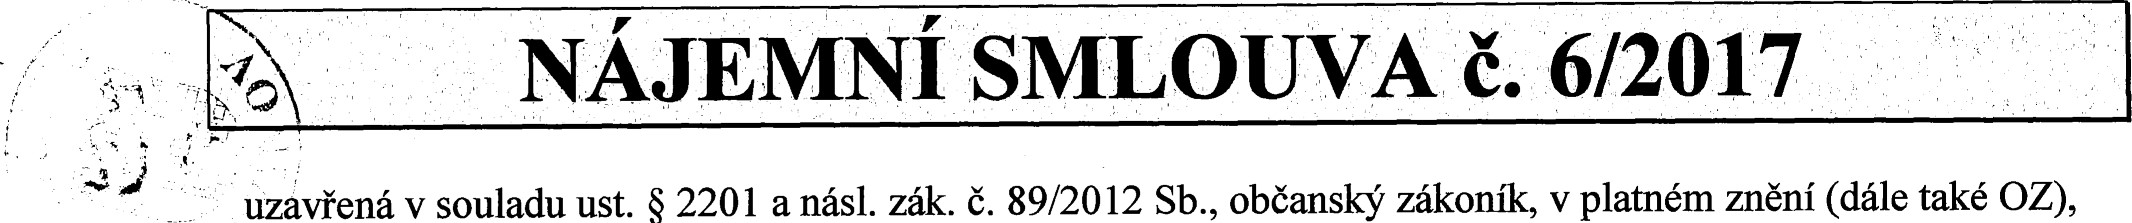 NÁJEMNÍ SMLOUVA č. 6/2017
uzavřená v souladu ust. § 2201 a násl. zák. č. 89/2012 Sb., občanský zákoník, v platném znění (dále také OZ),